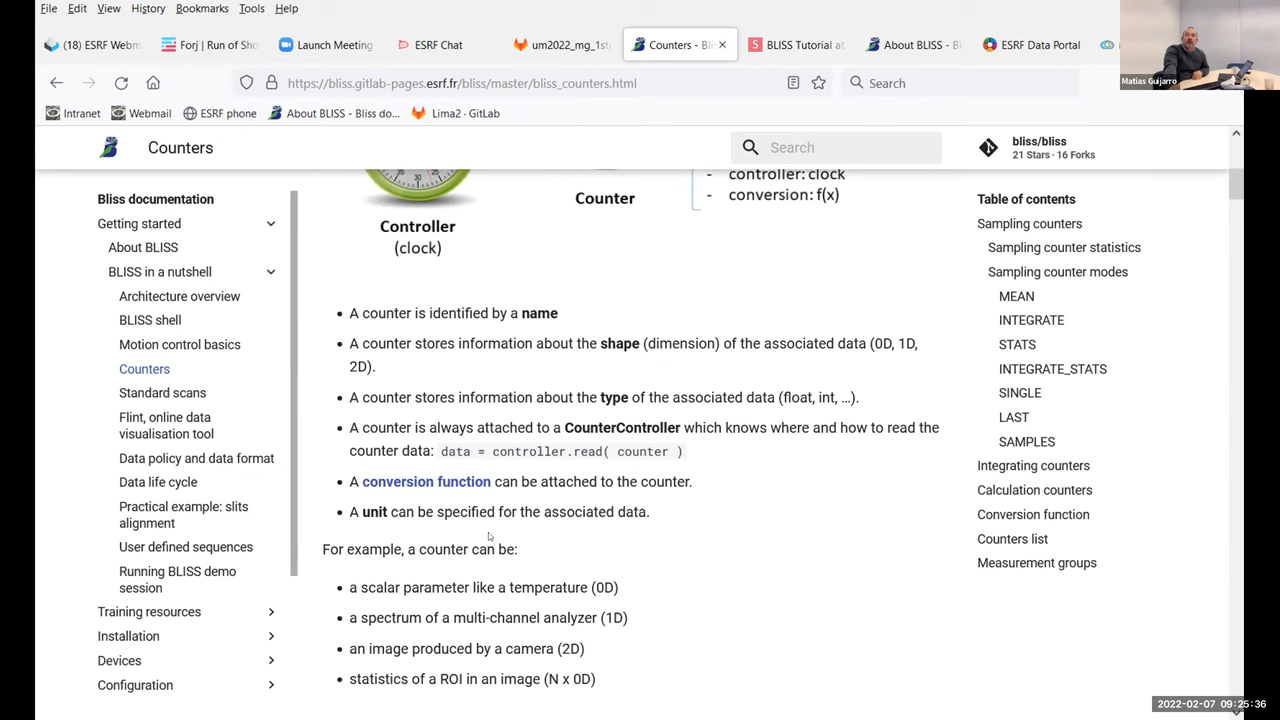 File Edit View History Bookmarks Tools Help
(18) ESRF Webm
Forj | Run of Sho
Launch Meeting
ESRF Chat
um2022_mg_1st
Counters - Bli
BLISS Tutorial at
About BLISS - Bl
ESRF Data Portal
https://bliss.gitlab-pages.esrf.fr/bliss/master/bliss_counters.html
Search
Matias Guijarro
Intranet Webmail ESRF phone About BLISS - Bliss do... Lima2 · GitLab
Counters
Search
bliss/bliss
21 Stars · 16 Forks
Bliss documentation
Getting started
About BLISS
BLISS in a nutshell
Architecture overview
BLISS shell
Motion control basics
Counters
Standard scans
Flint, online data
visualisation tool
Data policy and data format
Data life cycle
Practical example: slits
alignment
User defined sequences
Running BLISS demo
session
Training resources
Installation
Devices
Configuration
30
Controller
(clock)
Counter
- controller: clock
- conversion: f(x)
• A counter is identified by a name
• A counter stores information about the shape (dimension) of the associated data (0D, 1D,
2D).
• A counter stores information about the type of the associated data (float, int, …).
• A counter is always attached to a CounterController which knows where and how to read the
counter data: data = controller.read( counter )
• A conversion function can be attached to the counter.
• A unit can be specified for the associated data.
For example, a counter can be:
• a scalar parameter like a temperature (0D)
• a spectrum of a multi-channel analyzer (1D)
• an image produced by a camera (2D)
• statistics of a ROI in an image (N x 0D)
Table of contents
Sampling counters
Sampling counter statistics
Sampling counter modes
MEAN
INTEGRATE
STATS
INTEGRATE_STATS
SINGLE
LAST
SAMPLES
Integrating counters
Calculation counters
Conversion function
Counters list
Measurement groups
2022-02-07 09:25:36